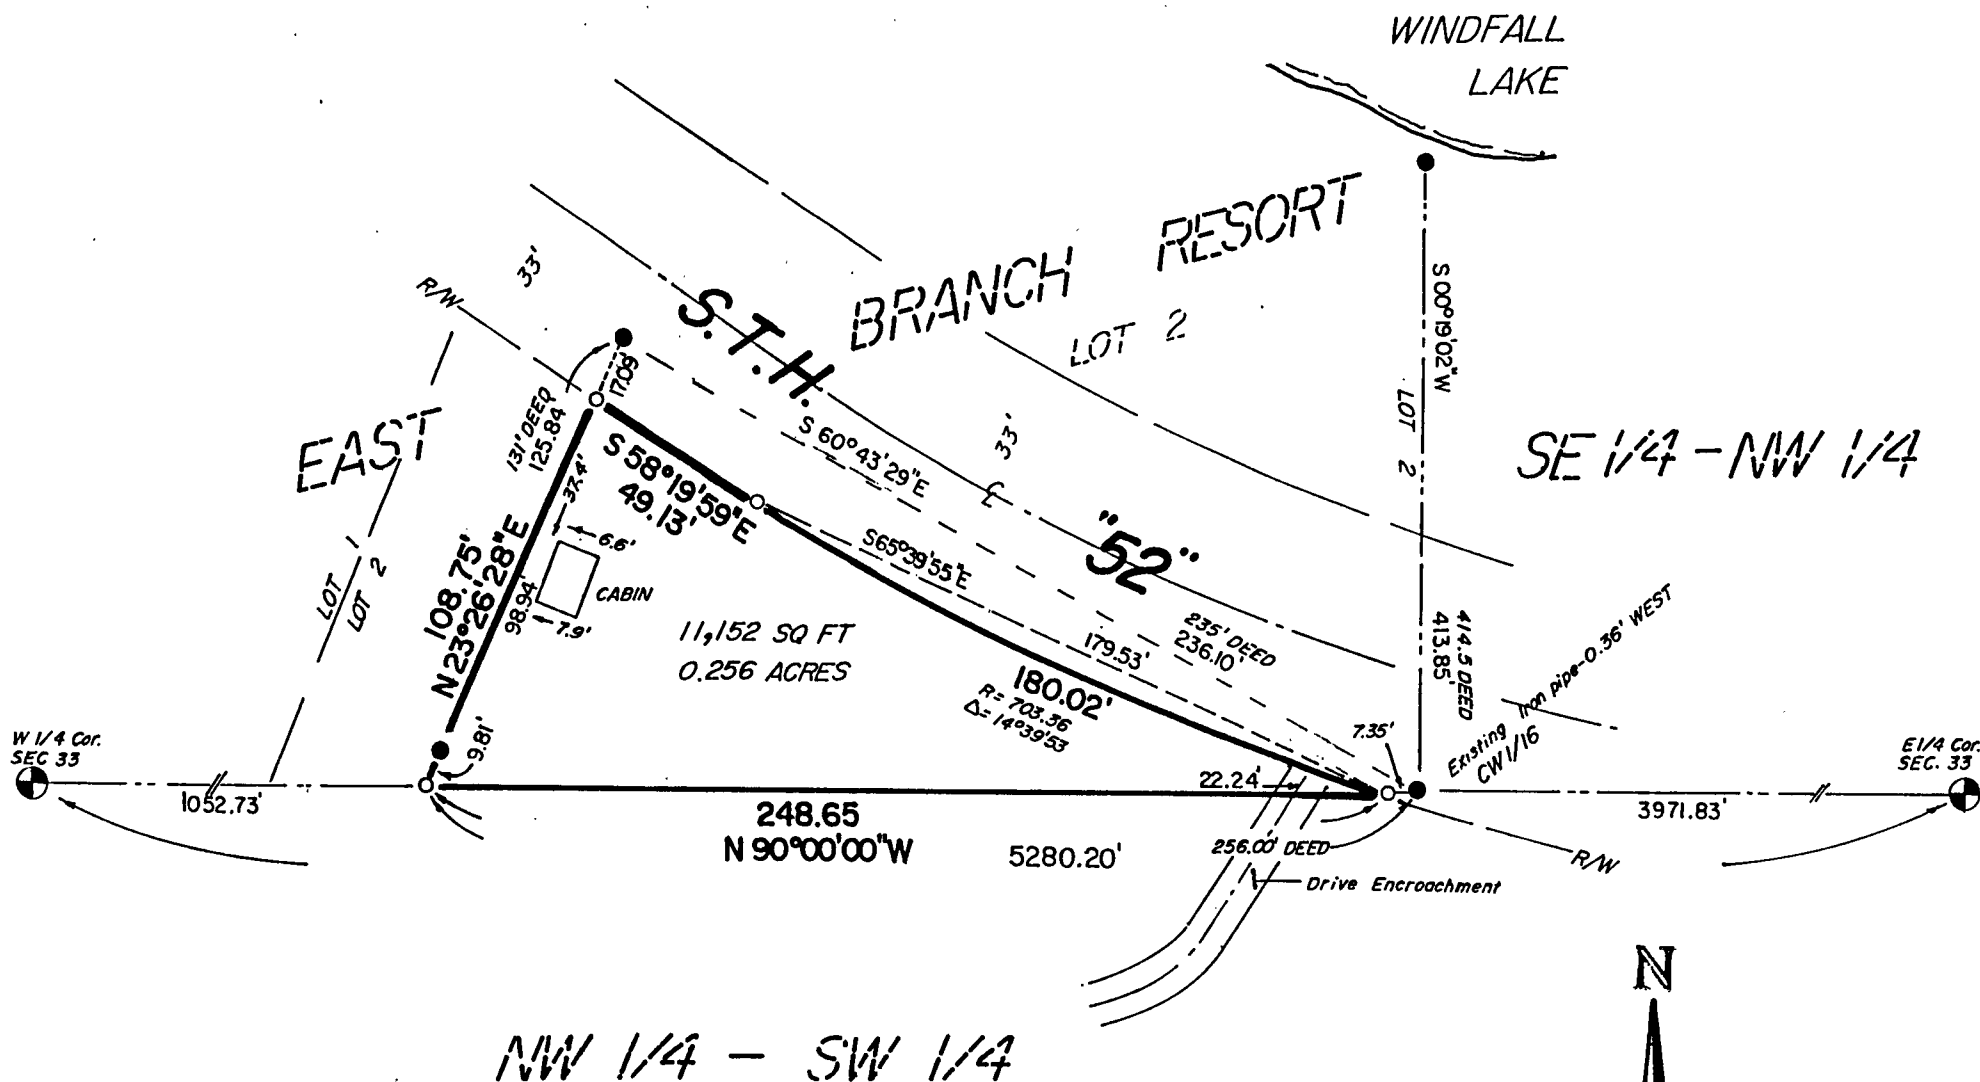 WINDFALL
LAKE
EAST BRANCH RESORT
LOT 2
S.T.H. "52"
33'
R/W
33'
℄
S 00°19'02"W
LOT 2
SE 1/4 - NW 1/4
17.09
131' DEED
125.84
37.4'
S 58°19'59"E
49.13'
S 60°43'29"E
S65°39'55"E
108.75'
N 23°26'28"E
98.94'
6.6'
CABIN
7.9'
LOT 1
LOT 2
11,152 SQ FT
0.256 ACRES
235' DEED
236.10'
179.53'
180.02'
R= 703.36
Δ= 14°39'53
414.5 DEED
413.85'
Existing Iron pipe-0.36' WEST
CW 1/16
7.35'
9.81'
22.24'
W 1/4 Cor.
SEC 33
E 1/4 Cor.
SEC. 33
1052.73'
248.65
N 90°00'00"W
5280.20'
256.00' DEED
3971.83'
R/W
Drive Encroachment
N
NW 1/4 - SW 1/4